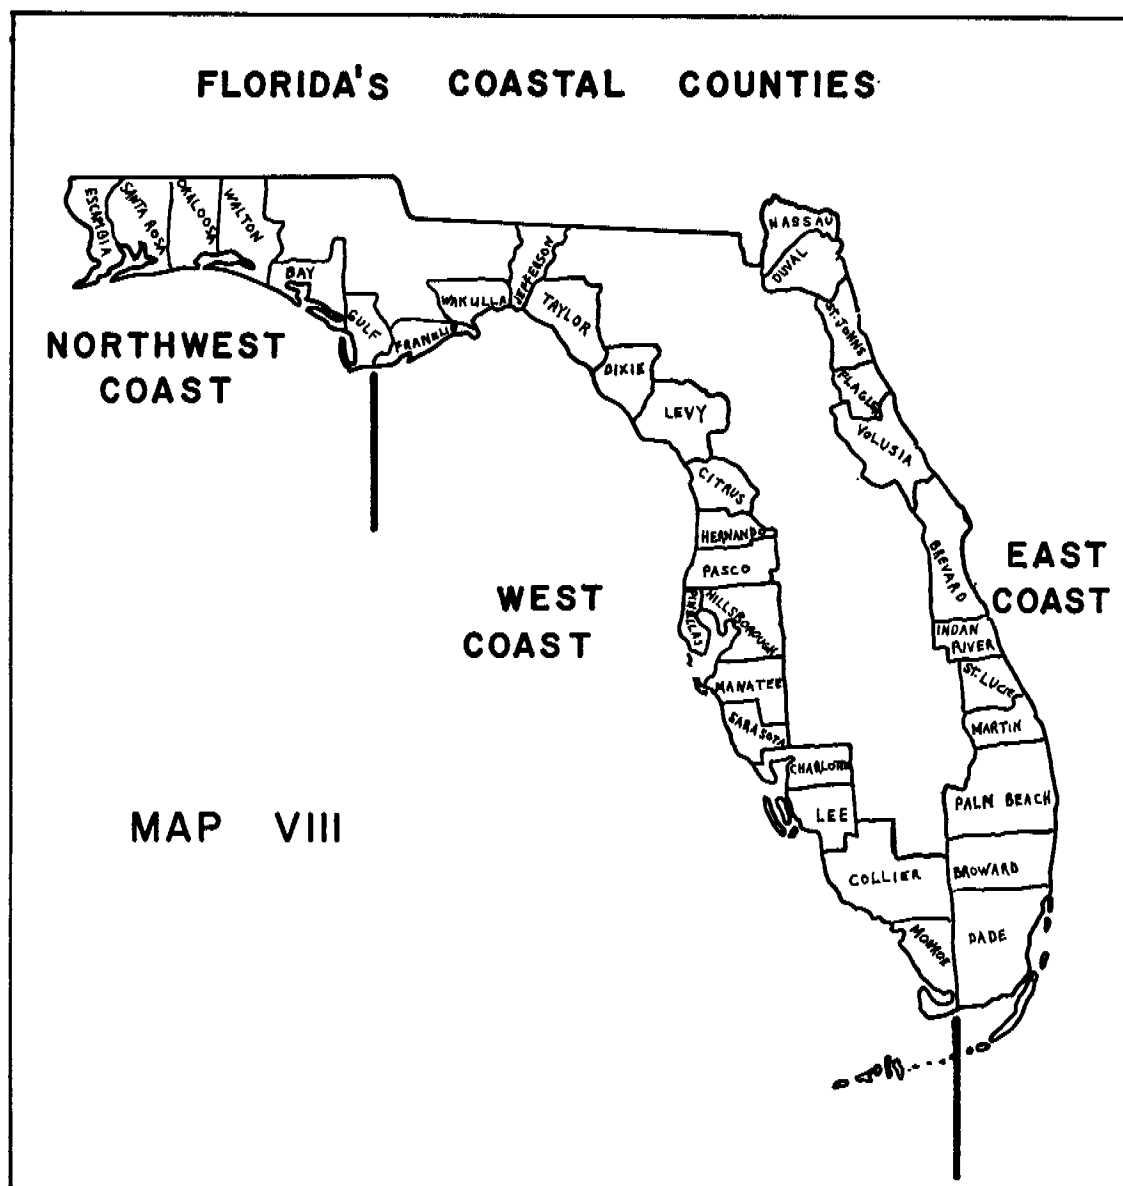 FLORIDA'S COASTAL COUNTIES
ESCAMBIA
SANTA ROSA
OKALOOSA
WALTON
BAY
GULF
FRANKLI
WAKULLA
JEFFERSON
TAYLOR
DIXIE
LEVY
CITRUS
HERNANDO
PASCO
HILLSBOROUGH
MANATEE
SARASOTA
CHARLOTTE
LEE
COLLIER
MONROE
NASSAU
DUVAL
ST. JOHNS
FLAGLER
VOLUSIA
BREVARD
INDAN
RIVER
ST. LUCIE
MARTIN
PALM BEACH
BROWARD
DADE
NORTHWEST
COAST
WEST
COAST
EAST
COAST
MAP VIII